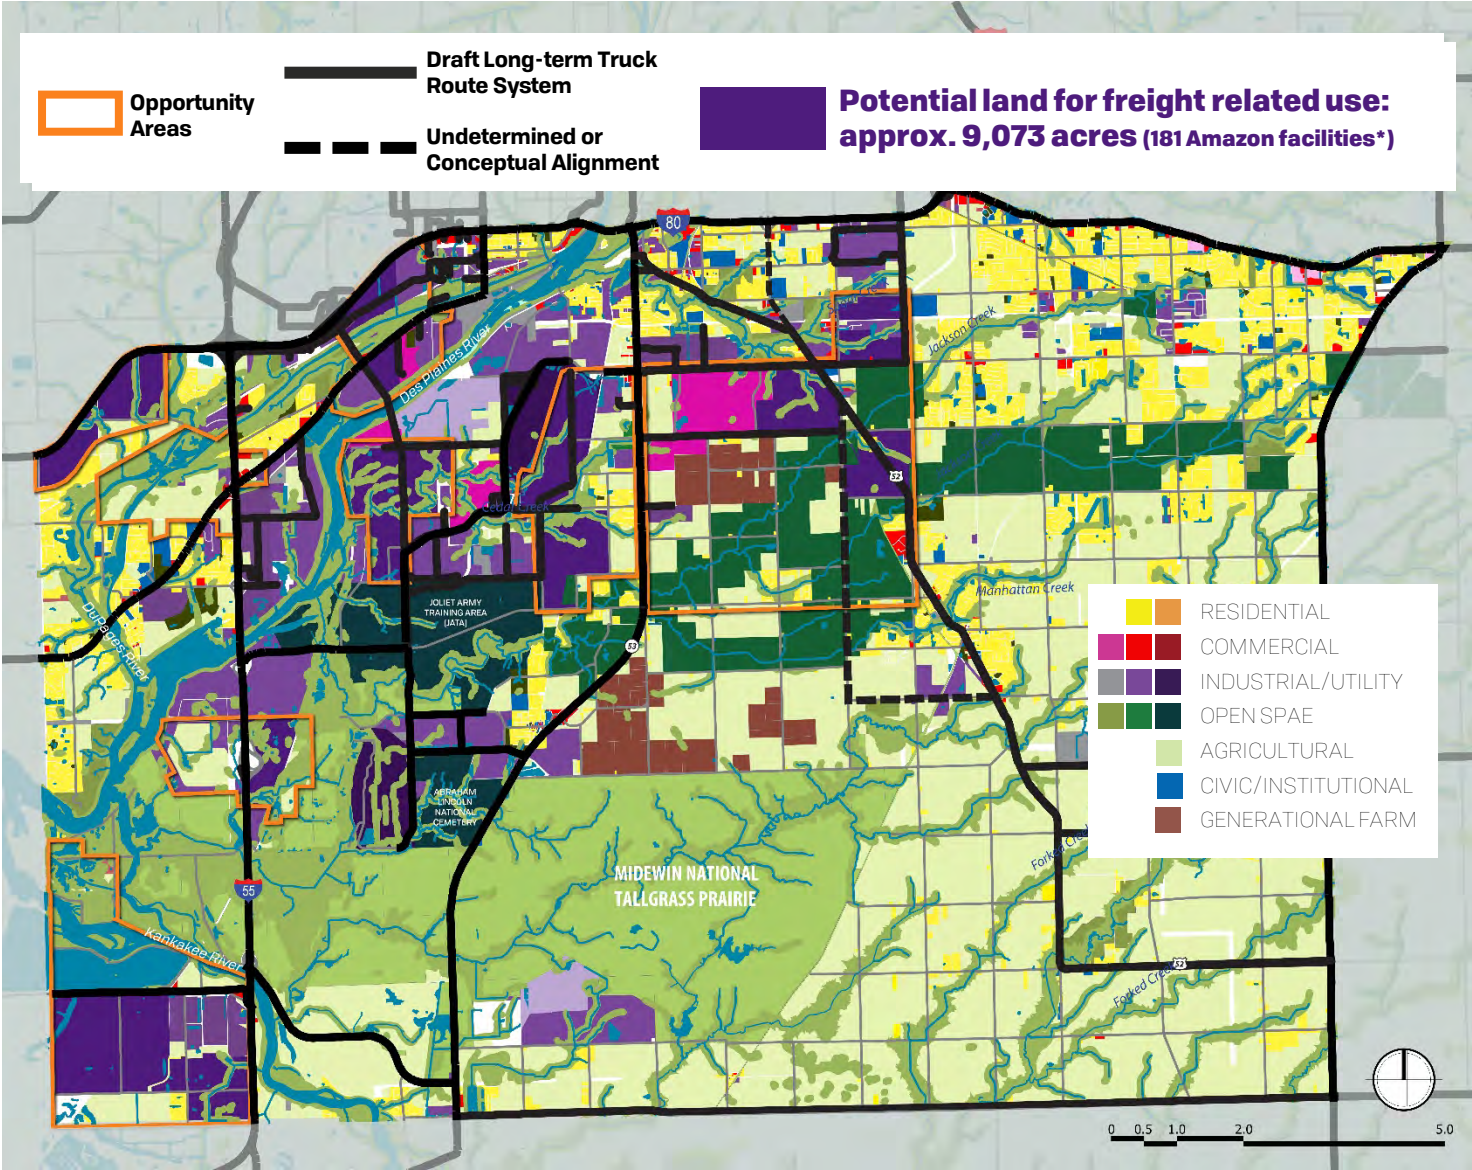 Opportunity
Areas
Draft Long-term Truck
Route System
Undetermined or
Conceptual Alignment
Potential land for freight related use:
approx. 9,073 acres (181 Amazon facilities*)
80
Des Plaines River
Jackson Creek
52
Cedar Creek
JOLIET ARMY
TRAINING AREA
(JATA)
Manhattan Creek
DuPages River
53
RESIDENTIAL
COMMERCIAL
INDUSTRIAL/UTILITY
OPEN SPAE
AGRICULTURAL
CIVIC/INSTITUTIONAL
GENERATIONAL FARM
ABRAHAM
LINCOLN
NATIONAL
CEMETERY
MIDEWIN NATIONAL
TALLGRASS PRAIRIE
55
Kankakee River
52
Forked Creek
0 0.5 1.0 2.0 5.0